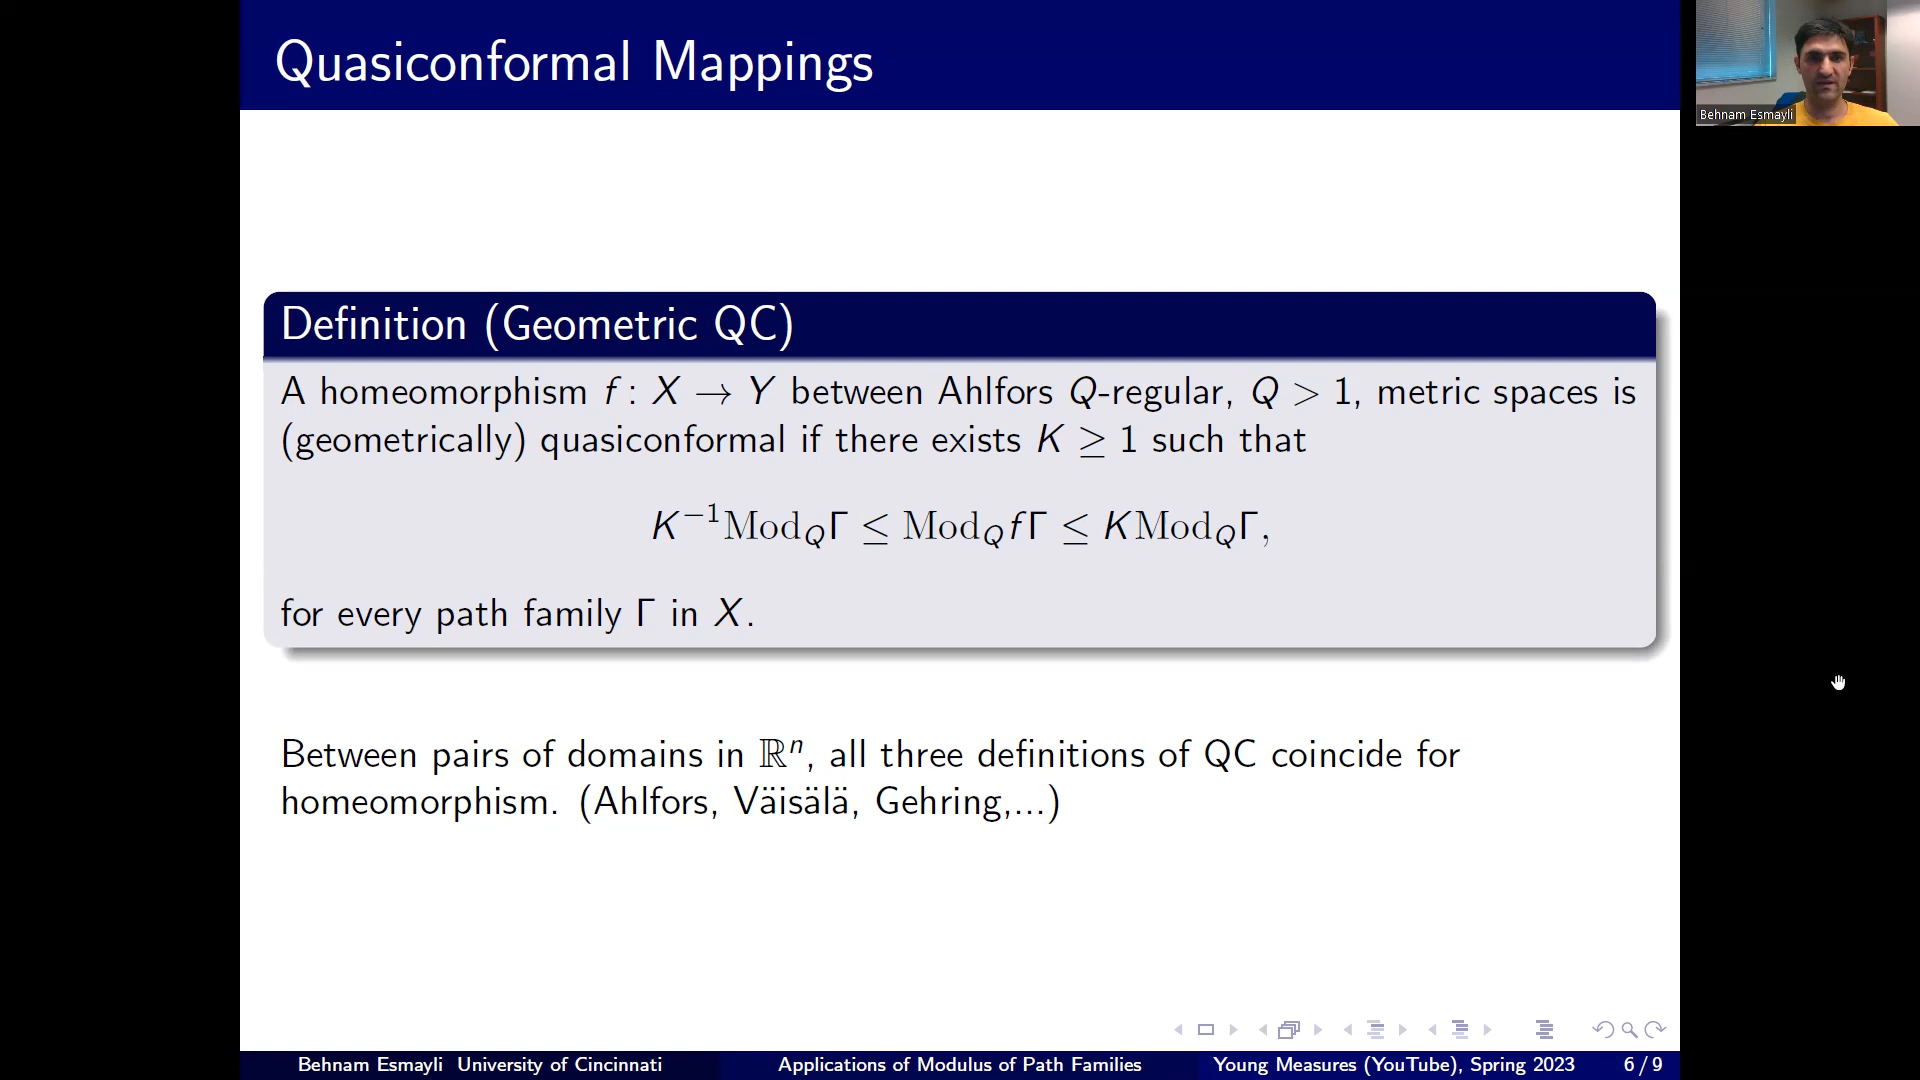 Quasiconformal Mappings
Behnam Esmayli
Definition (Geometric QC)
A homeomorphism f : X → Y between Ahlfors Q-regular, Q > 1, metric spaces is
(geometrically) quasiconformal if there exists K ≥ 1 such that
K⁻¹Mod_QΓ ≤ Mod_Q fΓ ≤ KMod_QΓ,
for every path family Γ in X.
Between pairs of domains in ℝⁿ, all three definitions of QC coincide for
homeomorphism. (Ahlfors, Väisälä, Gehring,...)
Behnam Esmayli University of Cincinnati Applications of Modulus of Path Families Young Measures (YouTube), Spring 2023 6 / 9